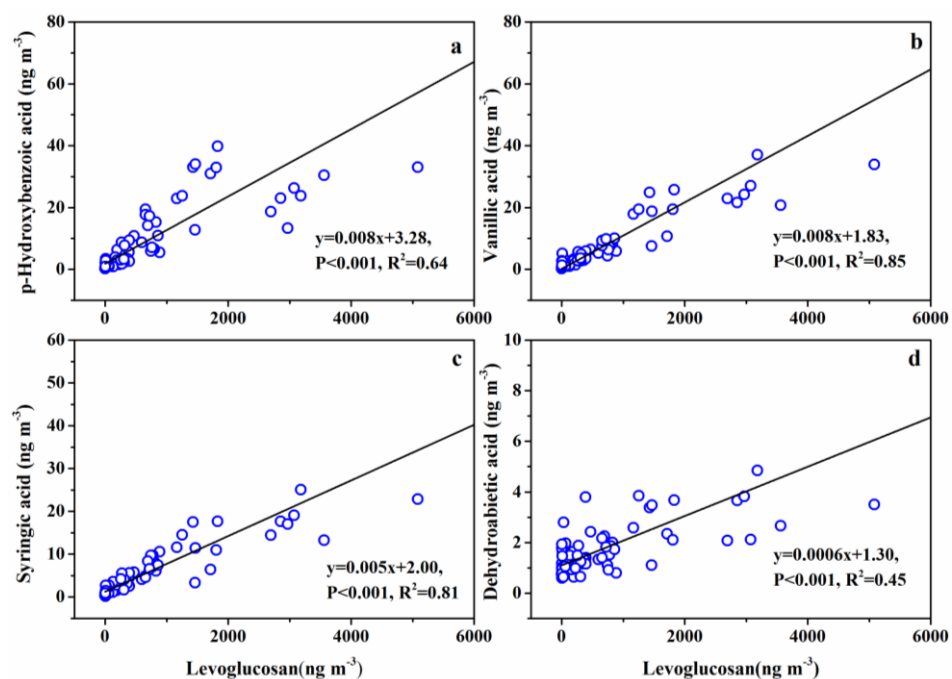 80
60
40
20
0
p-Hydroxybenzoic acid (ng m⁻³)
a
y=0.008x+3.28,
P<0.001, R²=0.64
0 2000 4000 6000
80
60
40
20
0
Vanillic acid (ng m⁻³)
b
y=0.008x+1.83,
P<0.001, R²=0.85
0 2000 4000 6000
60
50
40
30
20
10
0
Syringic acid (ng m⁻³)
c
y=0.005x+2.00,
P<0.001, R²=0.81
0 2000 4000 6000
Levoglucosan(ng m⁻³)
10
8
6
4
2
0
Dehydroabietic acid (ng m⁻³)
d
y=0.0006x+1.30,
P<0.001, R²=0.45
0 2000 4000 6000
Levoglucosan(ng m⁻³)